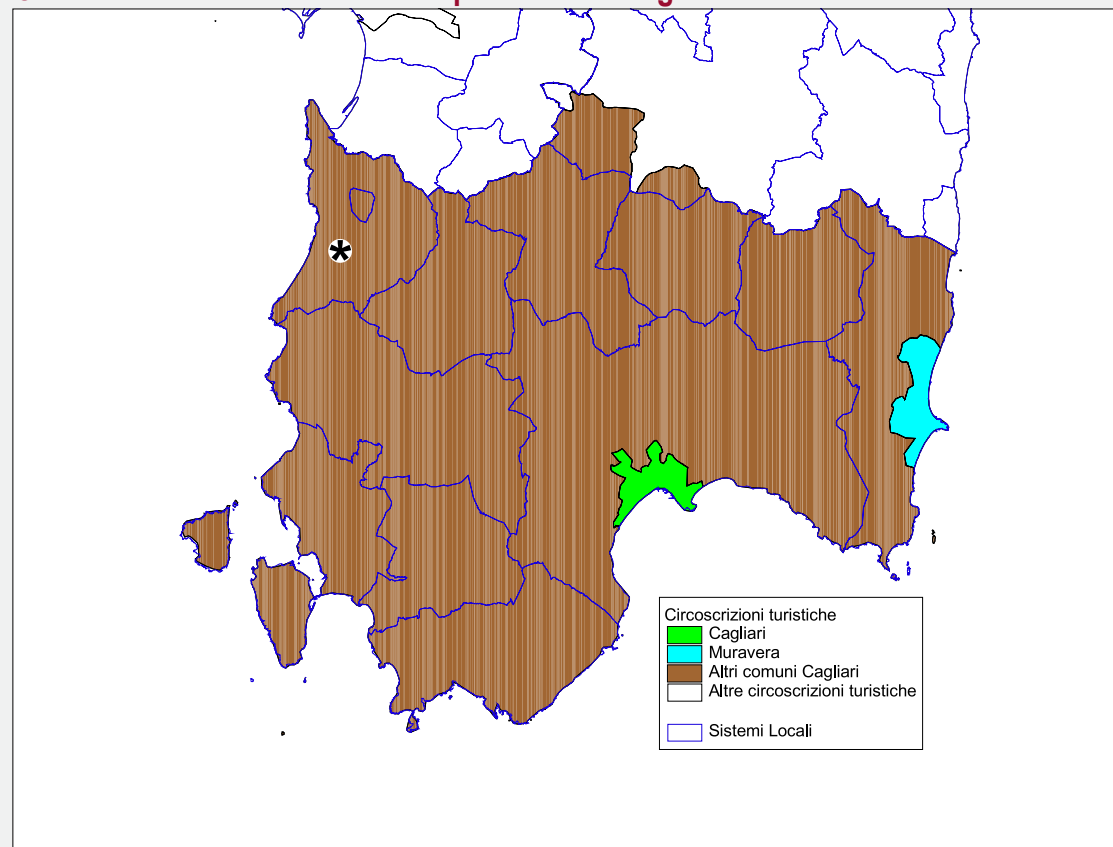 Circoscrizioni turistiche
Cagliari
Muravera
Altri comuni Cagliari
Altre circoscrizioni turistiche
Sistemi Locali